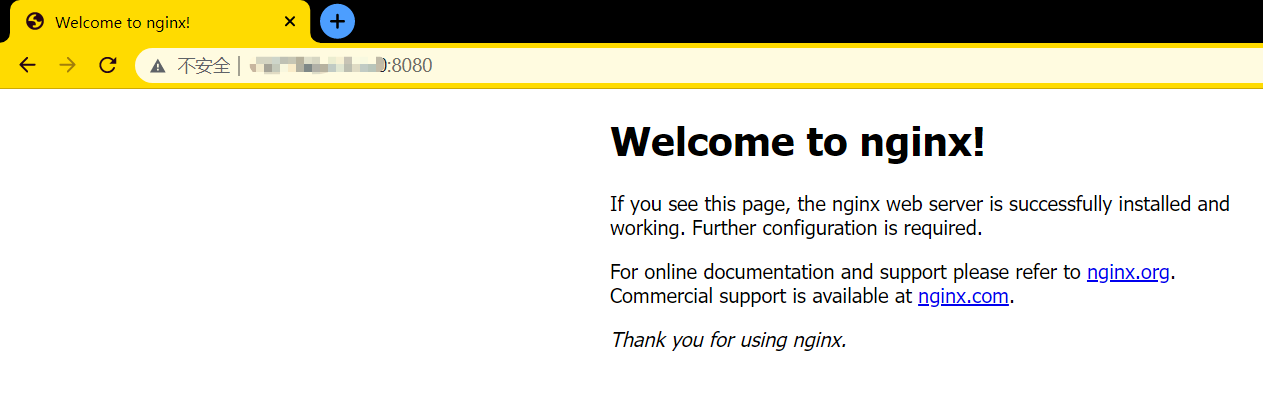 Welcome to nginx!
不安全 | :8080
Welcome to nginx!
If you see this page, the nginx web server is successfully installed and
working. Further configuration is required.
For online documentation and support please refer to nginx.org.
Commercial support is available at nginx.com.
Thank you for using nginx.